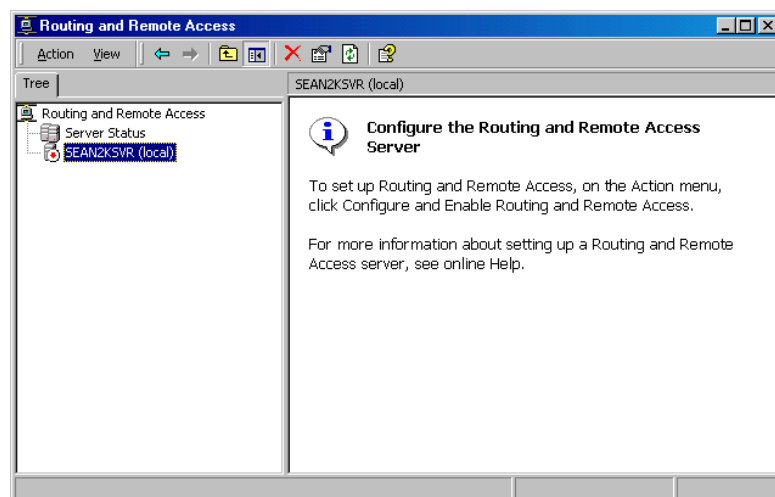 Routing and Remote Access
Action View
Tree
SEAN2KSVR (local)
Routing and Remote Access
Server Status
SEAN2KSVR (local)
Configure the Routing and Remote Access
Server
To set up Routing and Remote Access, on the Action menu,
click Configure and Enable Routing and Remote Access.
For more information about setting up a Routing and Remote
Access server, see online Help.